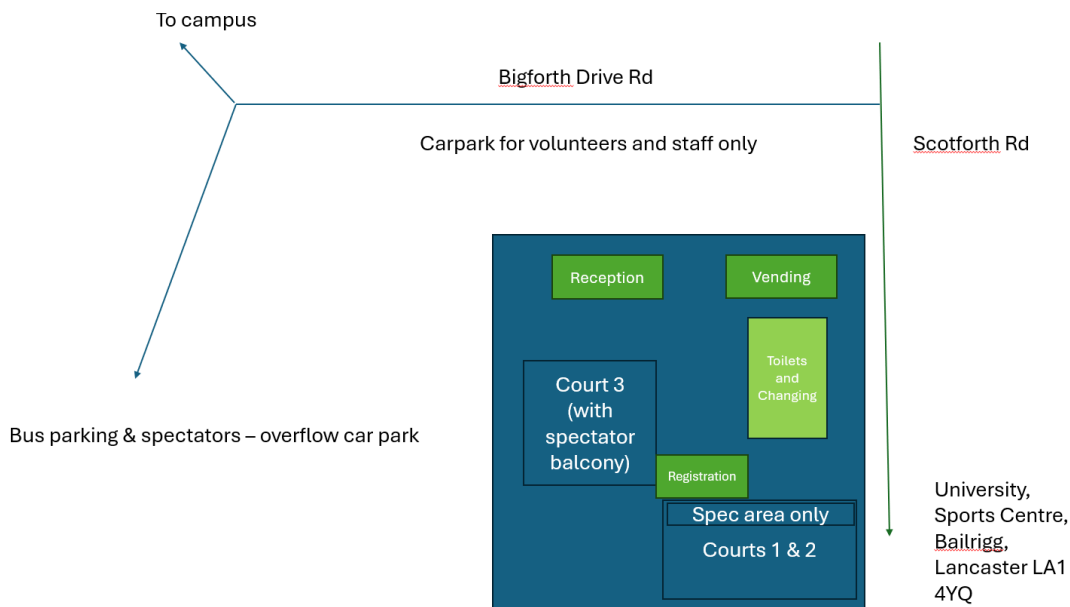 To campus
Bigforth Drive Rd
Carpark for volunteers and staff only
Scotforth Rd
Reception
Vending
Toilets
and
Changing
Court 3
(with
spectator
balcony)
Bus parking & spectators – overflow car park
Registration
Spec area only
Courts 1 & 2
University,
Sports Centre,
Bailrigg,
Lancaster LA1
4YQ